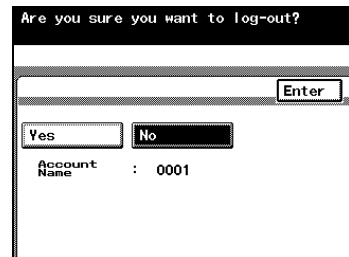 Are you sure you want to log-out?
Enter
Yes No
Account
Name : 0001